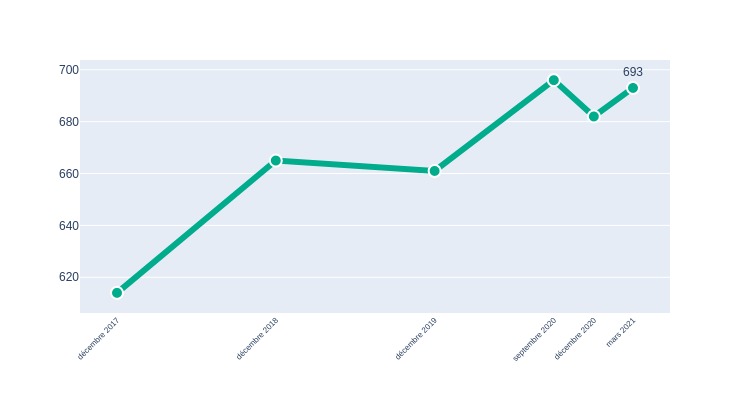 700
680
660
640
620
693
décembre 2017
décembre 2018
décembre 2019
septembre 2020
décembre 2020
mars 2021